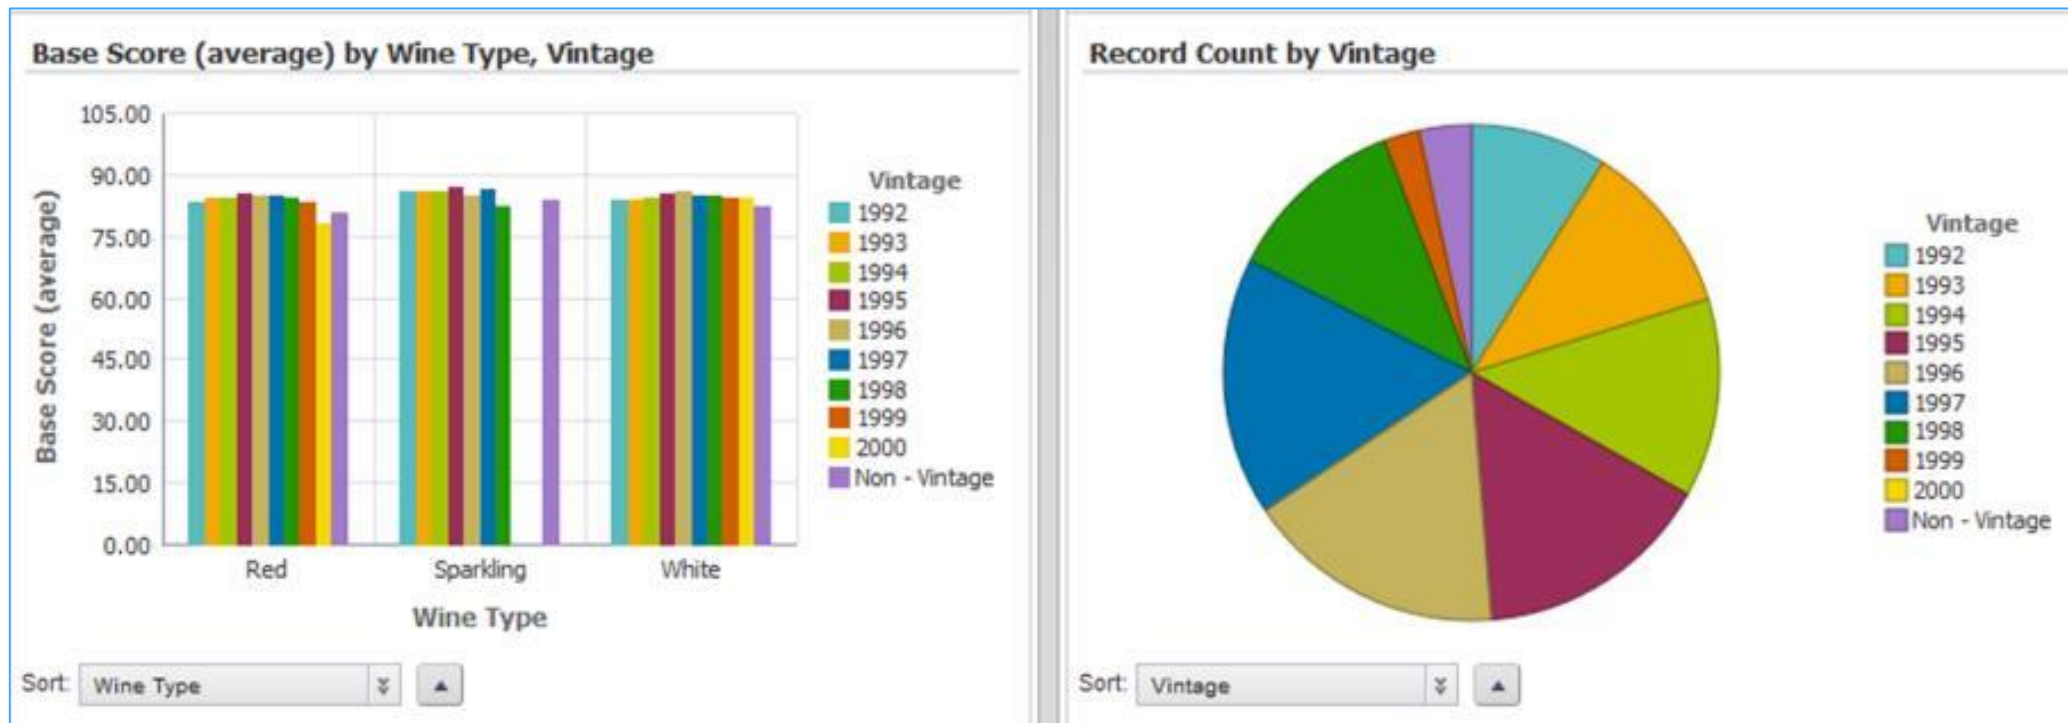 Base Score (average) by Wine Type, Vintage
105.00
90.00
75.00
60.00
45.00
30.00
15.00
0.00
Base Score (average)
Red
Sparkling
White
Wine Type
Vintage
1992
1993
1994
1995
1996
1997
1998
1999
2000
Non - Vintage
Sort: Wine Type
Record Count by Vintage
Vintage
1992
1993
1994
1995
1996
1997
1998
1999
2000
Non - Vintage
Sort: Vintage